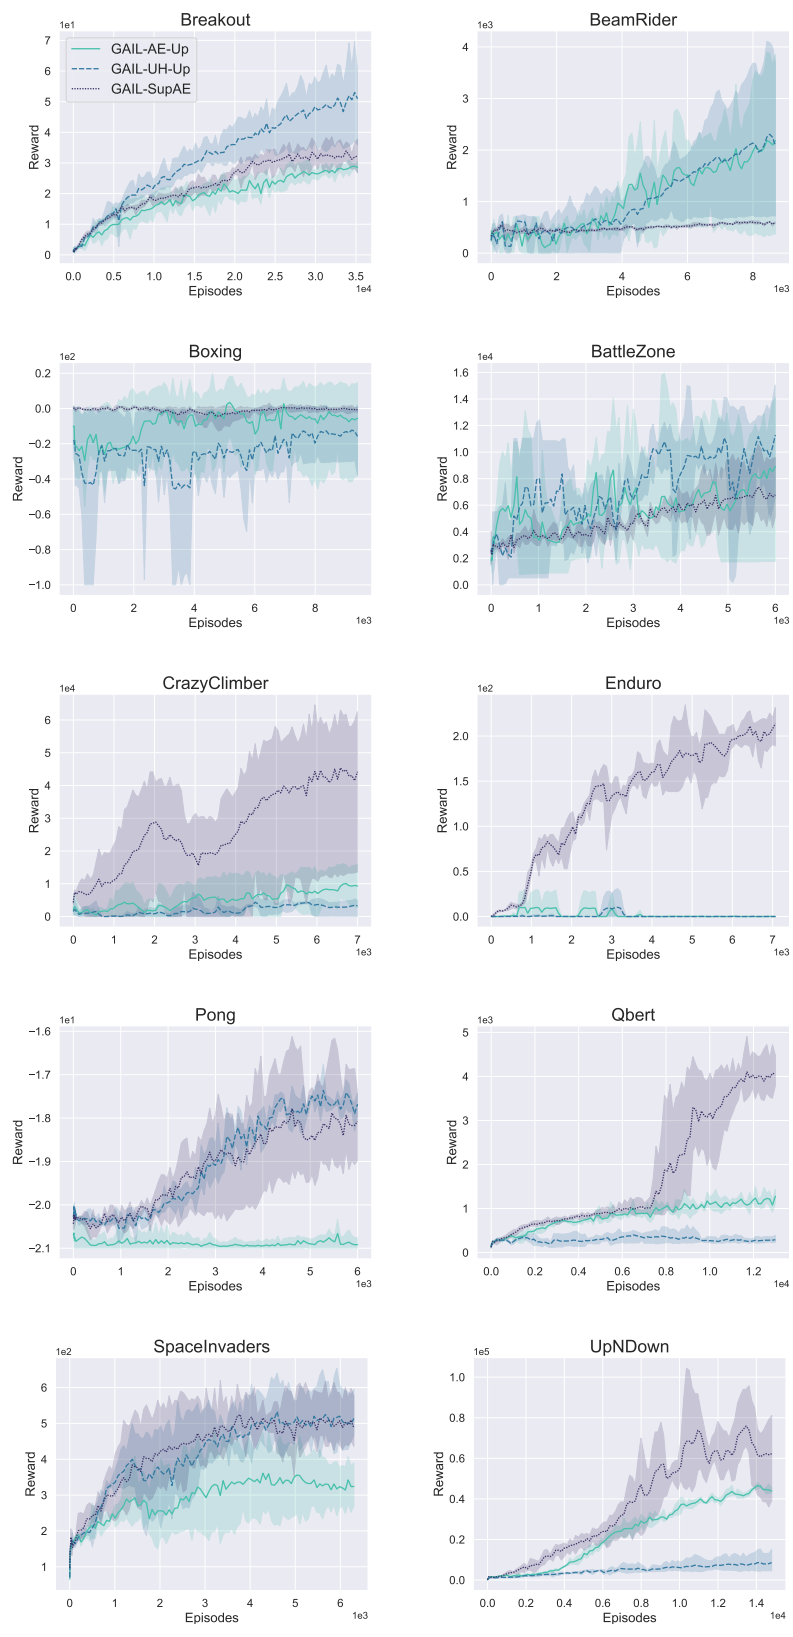 Breakout
1e1
7
6
5
4
3
2
1
0
Reward
GAIL-AE-Up
GAIL-UH-Up
GAIL-SupAE
0.0 0.5 1.0 1.5 2.0 2.5 3.0 3.5
Episodes
1e4
BeamRider
1e3
4
3
2
1
0
Reward
0 2 4 6 8
Episodes
1e3
Boxing
1e2
0.2
0.0
−0.2
−0.4
−0.6
−0.8
−1.0
Reward
0 2 4 6 8
Episodes
1e3
BattleZone
1e4
1.6
1.4
1.2
1.0
0.8
0.6
0.4
0.2
0.0
Reward
0 1 2 3 4 5 6
Episodes
1e3
CrazyClimber
1e4
6
5
4
3
2
1
0
Reward
0 1 2 3 4 5 6 7
Episodes
1e3
Enduro
1e2
2.0
1.5
1.0
0.5
0.0
Reward
0 1 2 3 4 5 6 7
Episodes
1e3
Pong
1e1
−1.6
−1.7
−1.8
−1.9
−2.0
−2.1
Reward
0 1 2 3 4 5 6
Episodes
1e3
Qbert
1e3
5
4
3
2
1
0
Reward
0.0 0.2 0.4 0.6 0.8 1.0 1.2
Episodes
1e4
SpaceInvaders
1e2
6
5
4
3
2
1
Reward
0 1 2 3 4 5 6
Episodes
1e3
UpNDown
1e5
1.0
0.8
0.6
0.4
0.2
0.0
Reward
0.0 0.2 0.4 0.6 0.8 1.0 1.2 1.4
Episodes
1e4